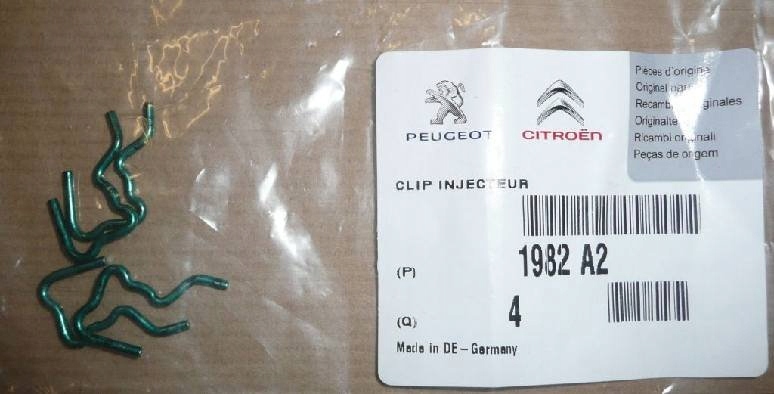 PEUGEOT
CITROËN
Pièces d'origine
Original parts
Recambios originales
Originalteile
Ricambi originali
Peças de origem
CLIP INJECTEUR
(P) 1982 A2
(Q) 4
Made in DE-Germany